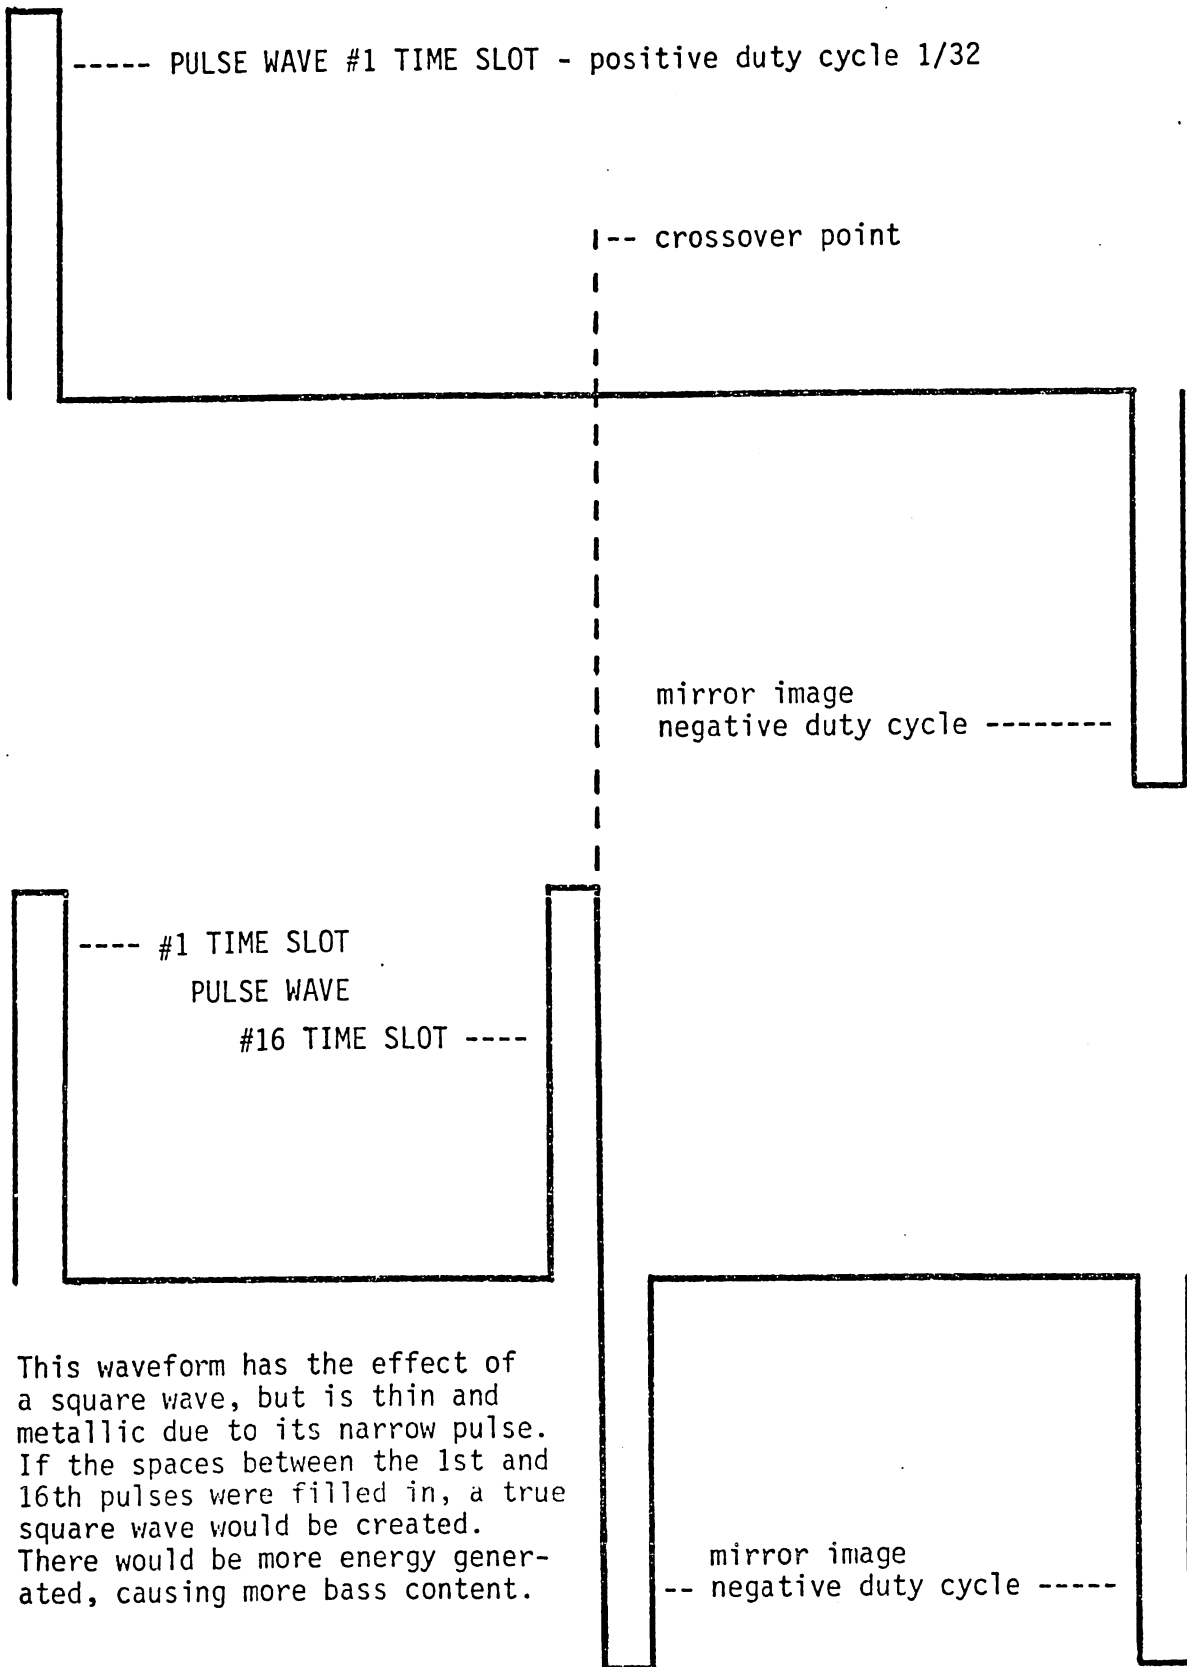 ----- PULSE WAVE #1 TIME SLOT - positive duty cycle 1/32
-- crossover point
mirror image
negative duty cycle --------
---- #1 TIME SLOT
PULSE WAVE
#16 TIME SLOT ----
This waveform has the effect of
a square wave, but is thin and
metallic due to its narrow pulse.
If the spaces between the 1st and
16th pulses were filled in, a true
square wave would be created.
There would be more energy gener-
ated, causing more bass content.
mirror image
-- negative duty cycle -----